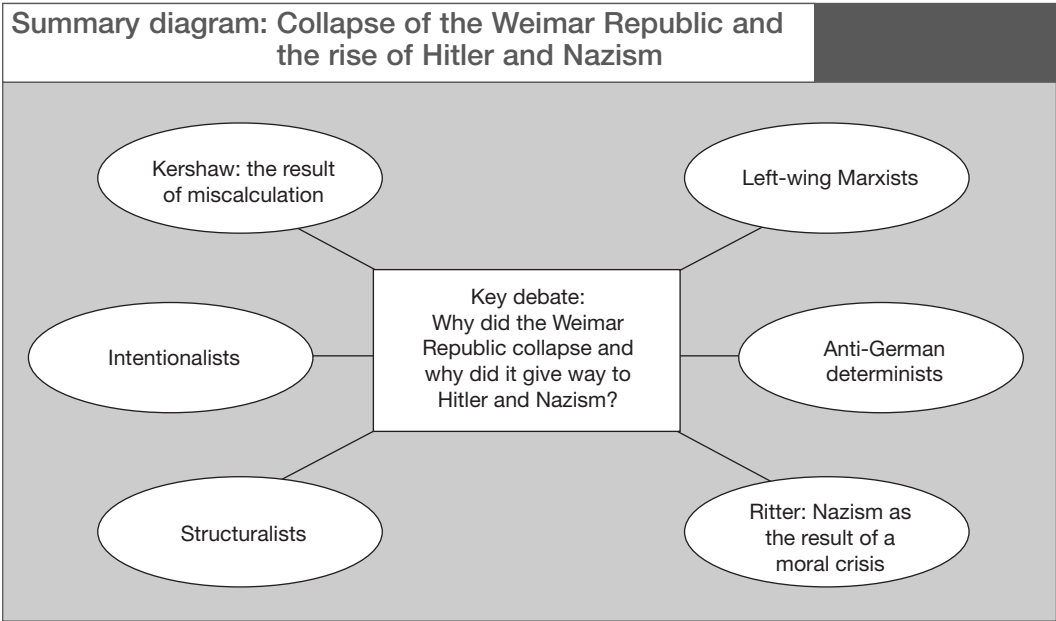 Summary diagram: Collapse of the Weimar Republic and
the rise of Hitler and Nazism
Kershaw: the result
of miscalculation
Left-wing Marxists
Key debate:
Why did the Weimar
Republic collapse and
why did it give way to
Hitler and Nazism?
Intentionalists
Anti-German
determinists
Structuralists
Ritter: Nazism as
the result of a
moral crisis